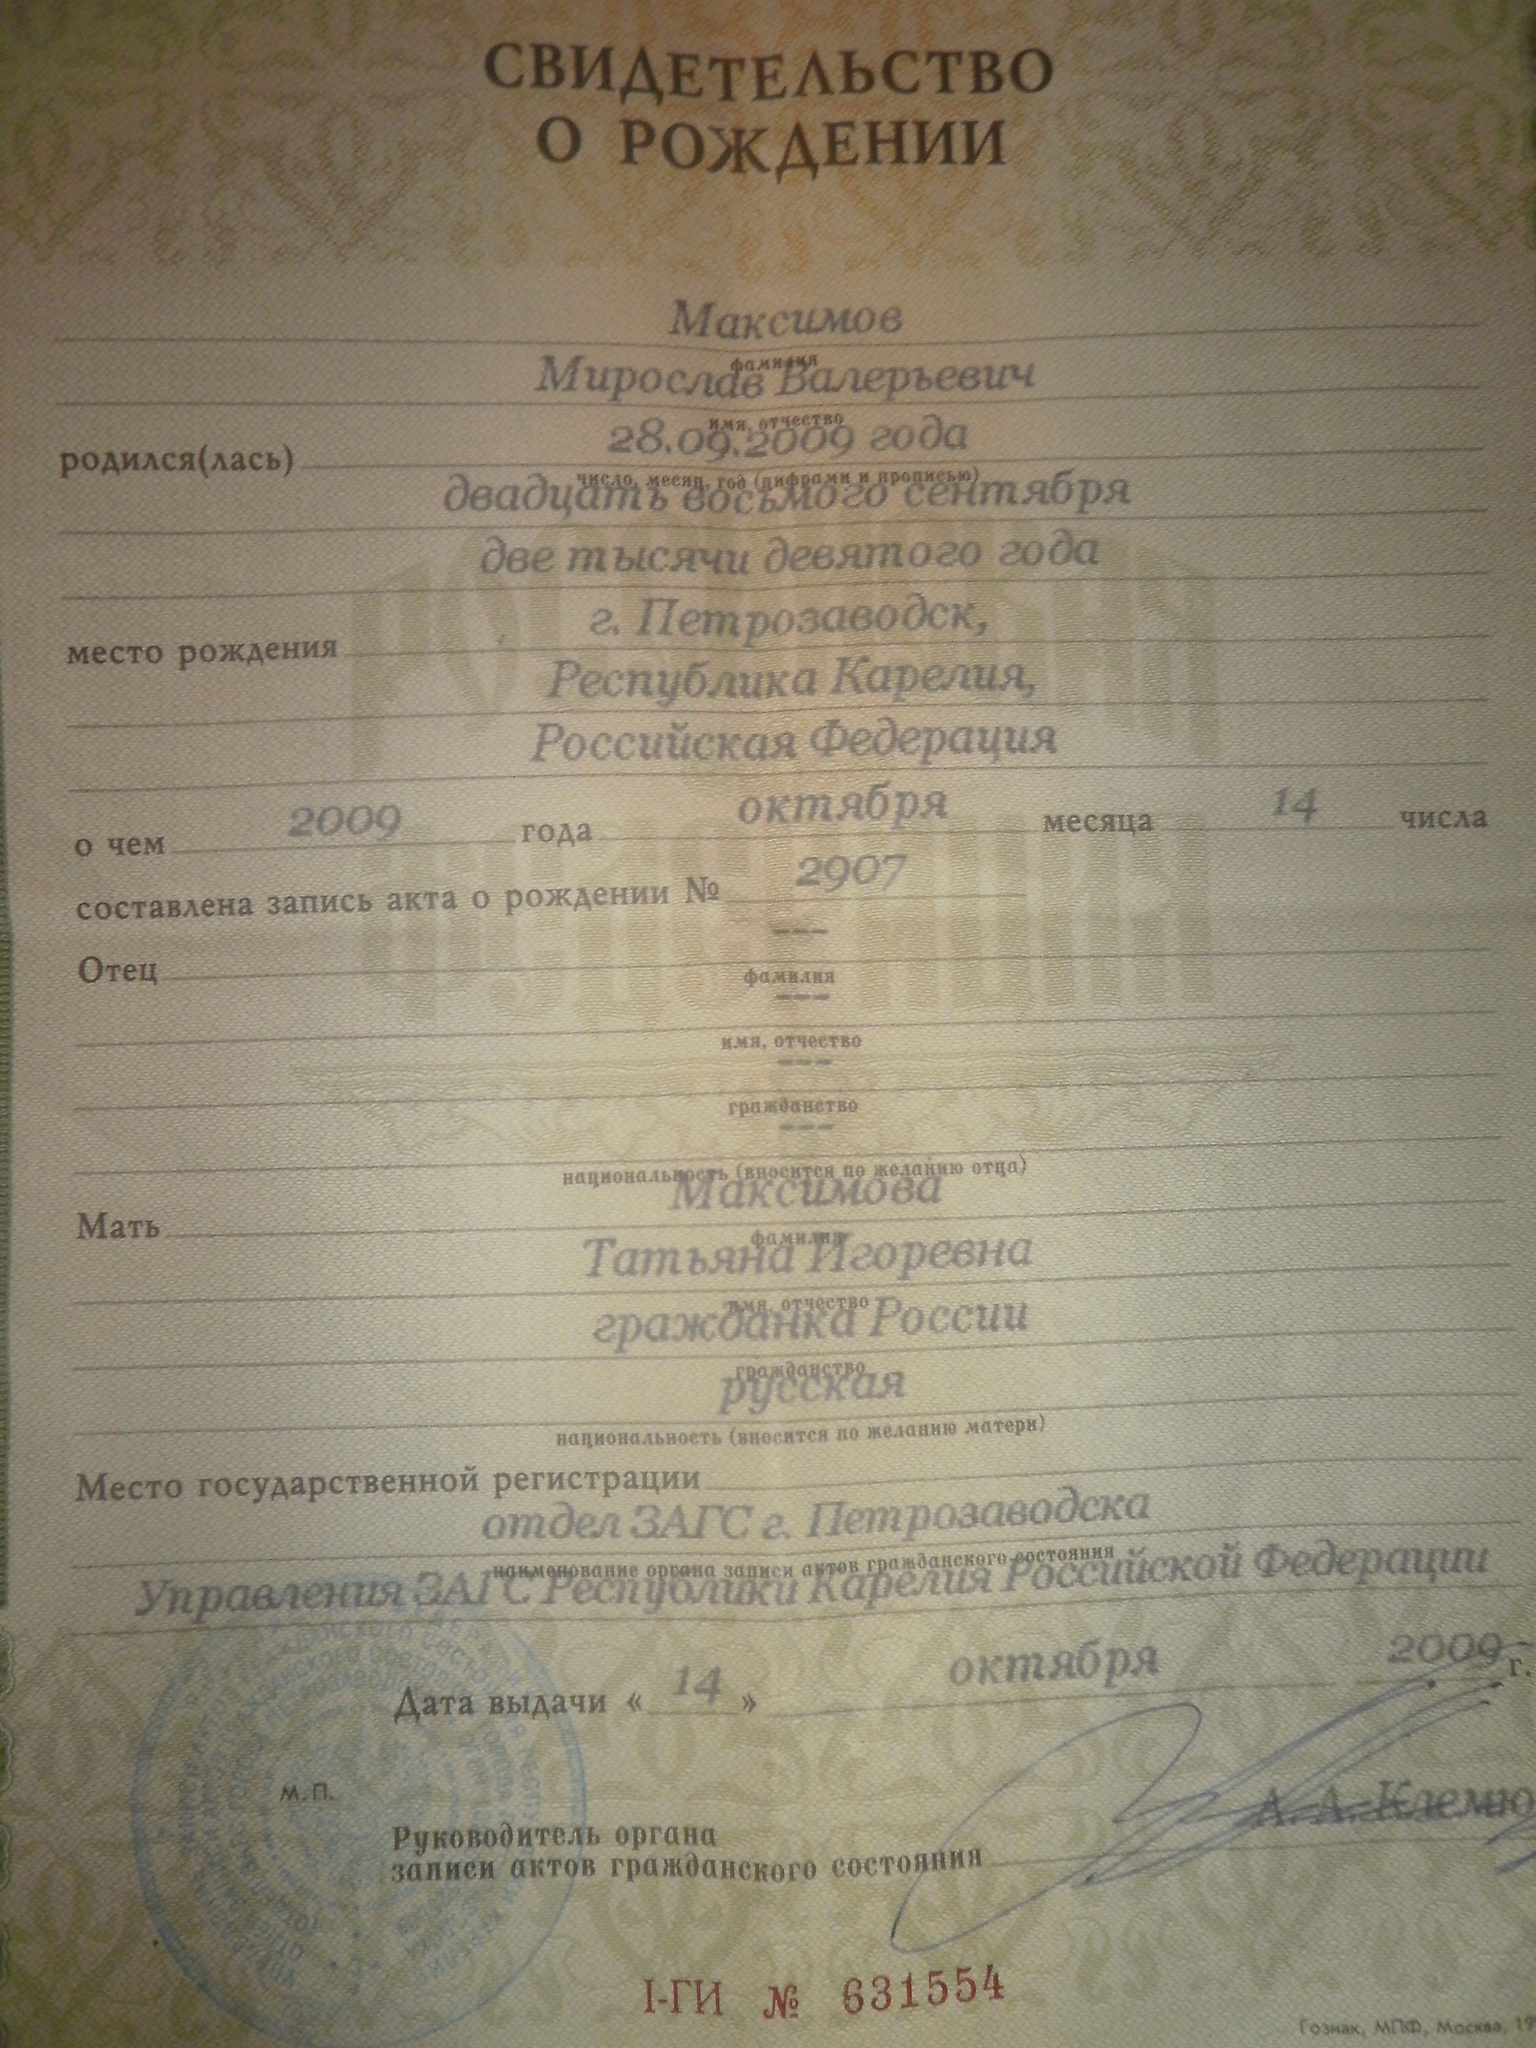 СВИДЕТЕЛЬСТВО
О РОЖДЕНИИ
Максимов
фамилия
Мирослав Валерьевич
имя, отчество
родился(лась) 28.09.2009 года
число, месяц, год (цифрами и прописью)
двадцать восьмого сентября
две тысячи девятого года
место рождения г. Петрозаводск,
Республика Карелия,
Российская Федерация
о чем 2009 года октября месяца 14 числа
составлена запись акта о рождении № 2907
Отец ---
фамилия
---
имя, отчество
---
гражданство
---
национальность (вносится по желанию отца)
Мать Максимова
фамилия
Татьяна Игоревна
имя, отчество
гражданка России
гражданство
русская
национальность (вносится по желанию матери)
Место государственной регистрации
отдел ЗАГС г. Петрозаводска
наименование органа записи актов гражданского состояния
Управления ЗАГС Республики Карелия Российской Федерации
Дата выдачи « 14 » октября 2009 г.
М.П.
Руководитель органа
записи актов гражданского состояния А. А. Клемю
I-ГИ № 631554
Гознак, МПФ, Москва, 19